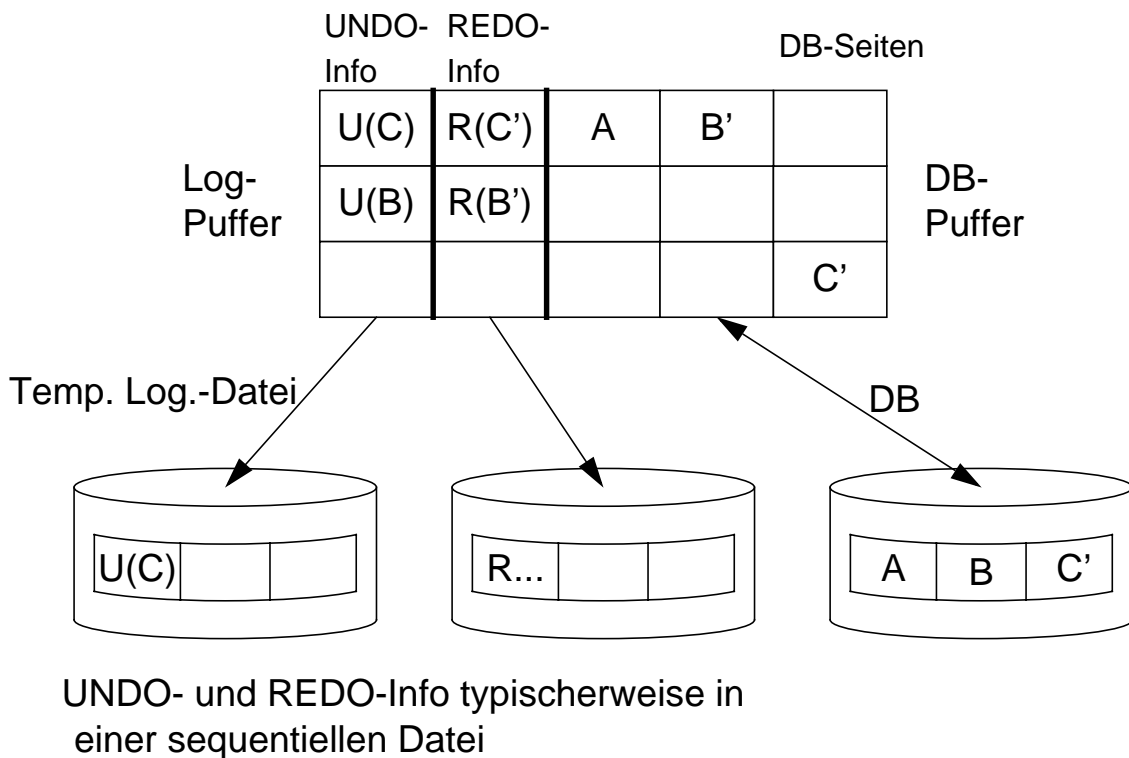 UNDO- REDO-
Info Info DB-Seiten
U(C) R(C’) A B’
Log-
Puffer
U(B) R(B’)
DB-
Puffer
C’
Temp. Log.-Datei
DB
U(C) R... A B C’
UNDO- und REDO-Info typischerweise in
einer sequentiellen Datei